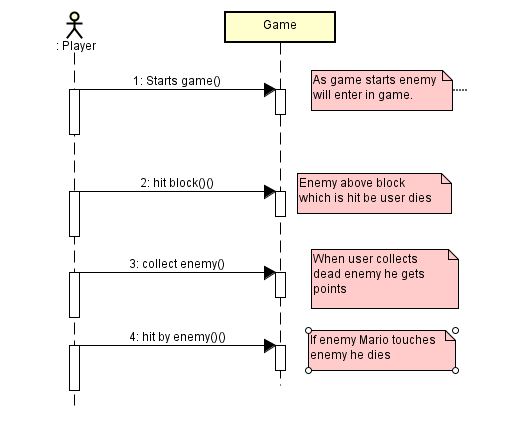 Game
: Player
1: Starts game()
As game starts enemy
will enter in game.
2: hit block()()
Enemy above block
which is hit be user dies
3: collect enemy()
When user collects
dead enemy he gets
points
4: hit by enemy()()
If enemy Mario touches
enemy he dies